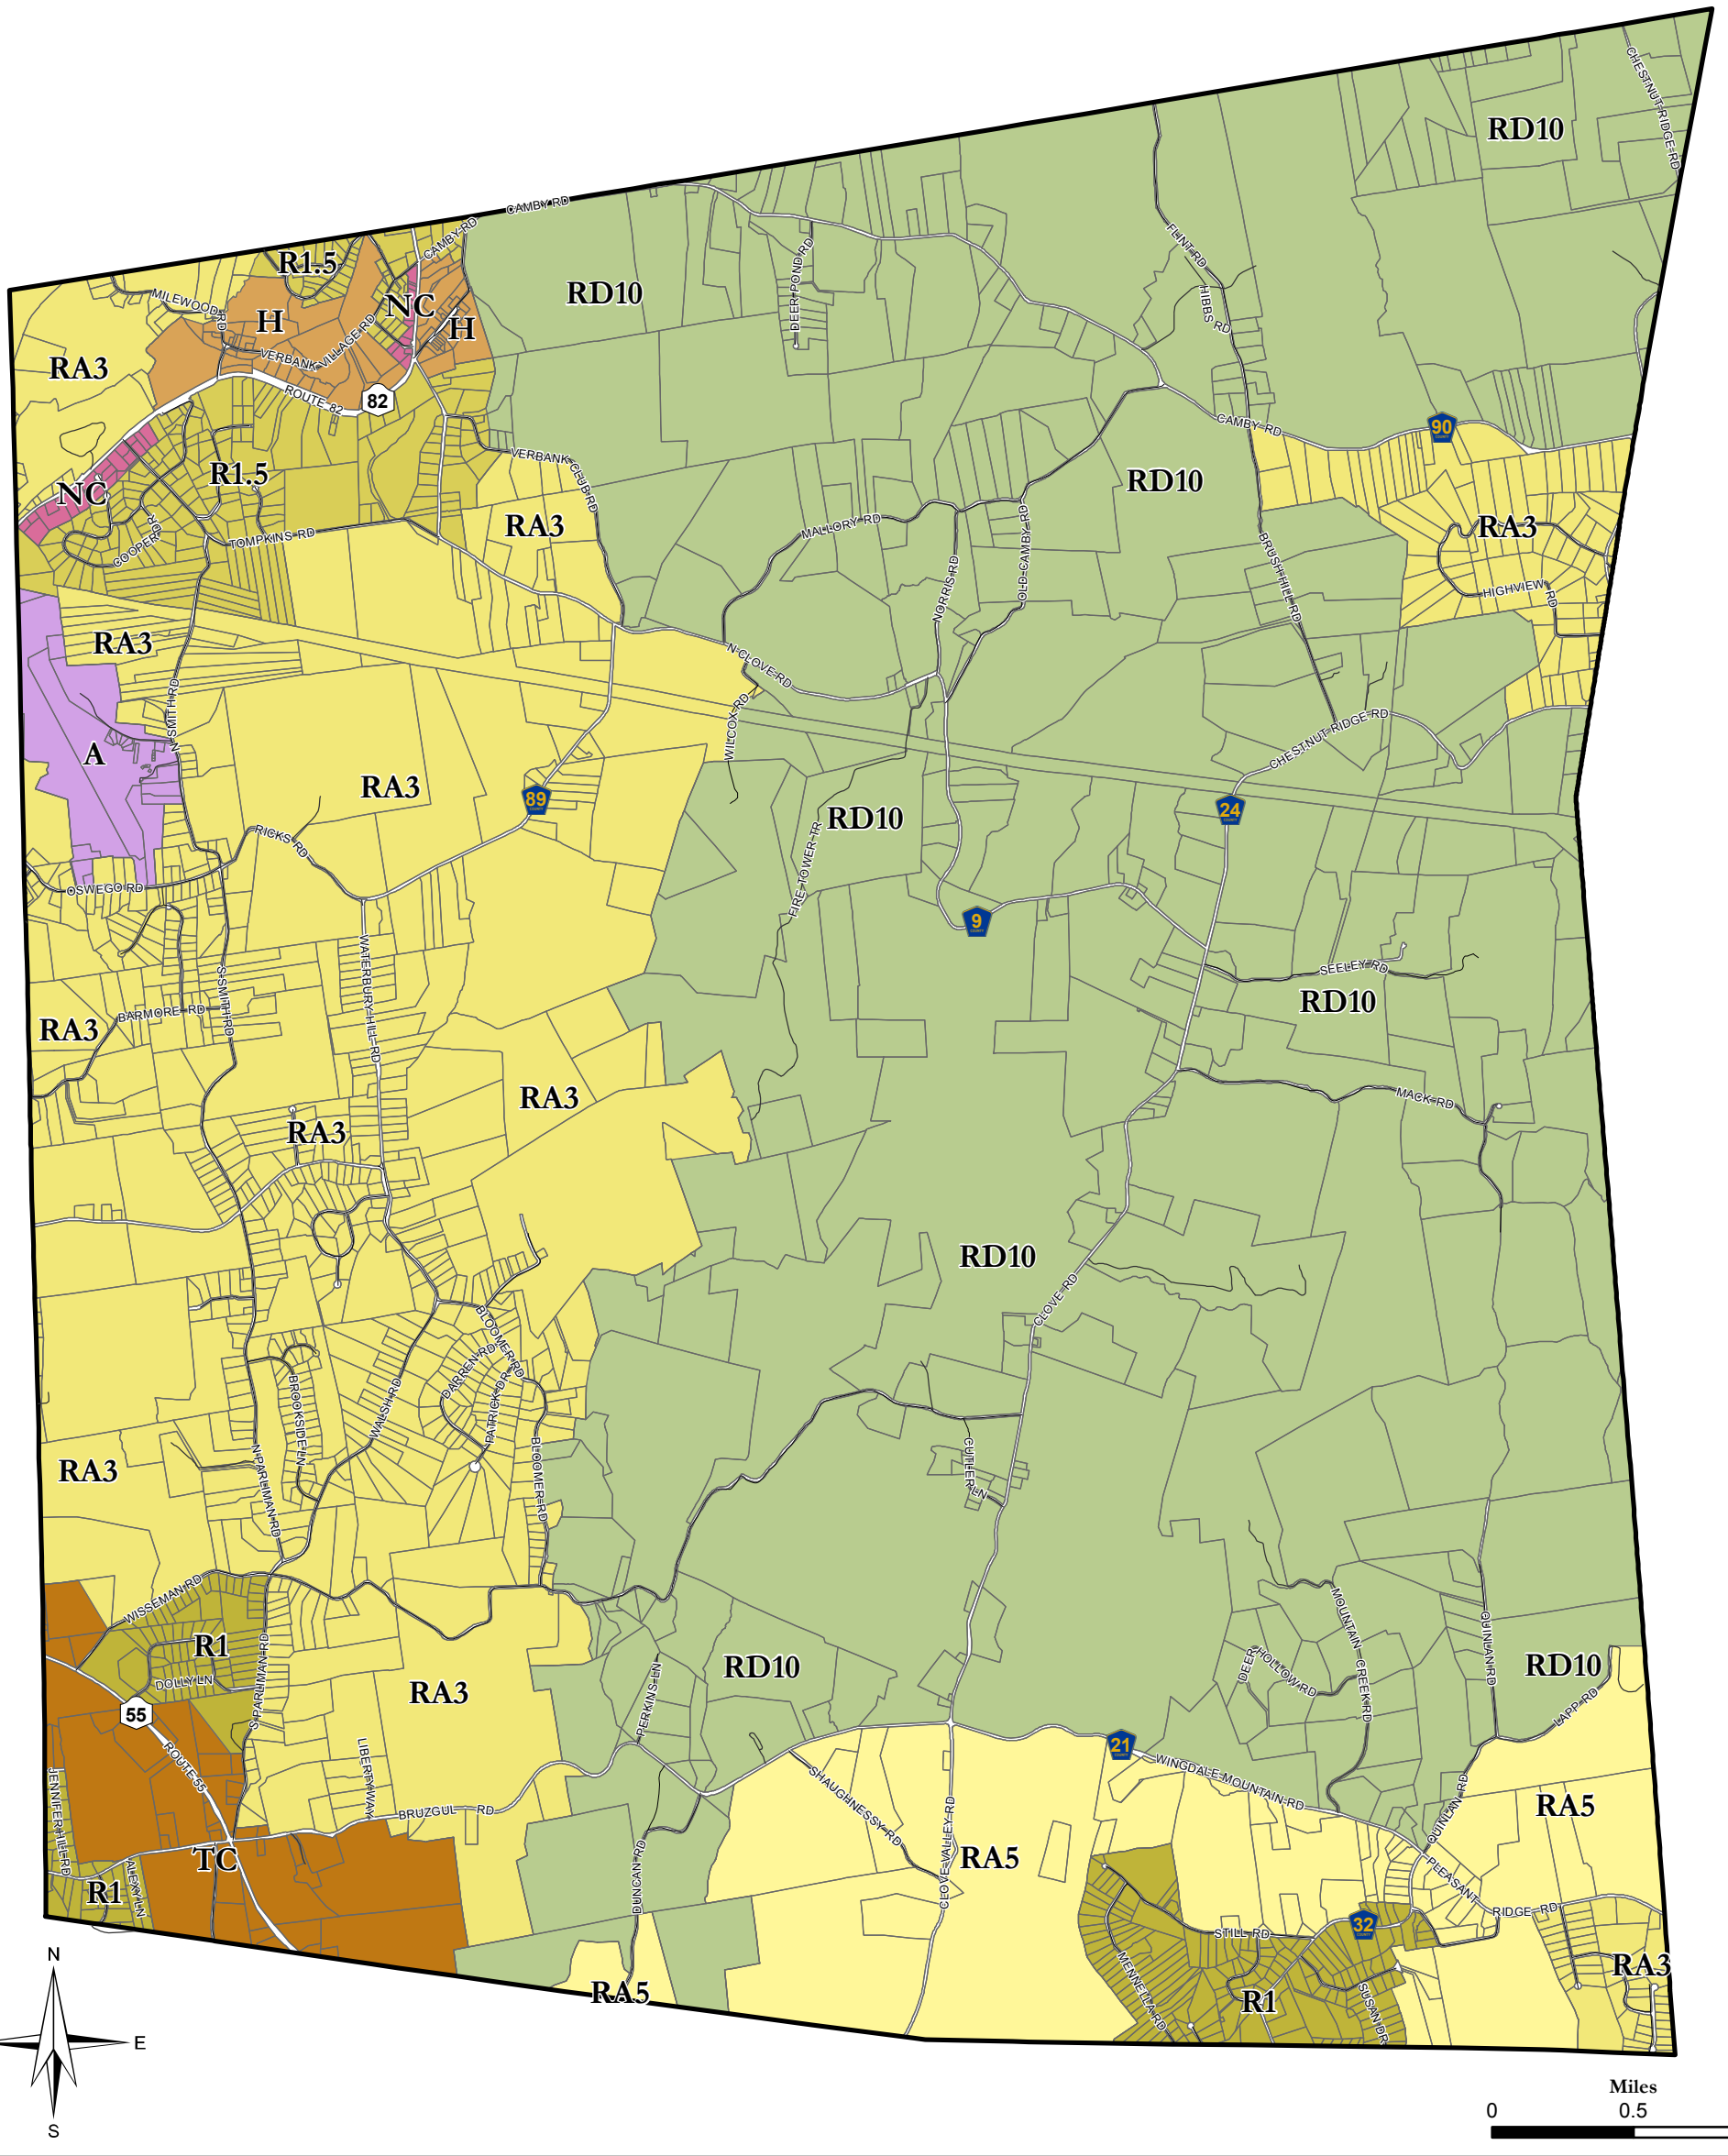 CHESTNUT RIDGE RD
RD10
CAMBY RD
CAMBY RD
R1.5
FLINT RD
DEER POND RD
HIBBS RD
RD10
NC
H
H
MILEWOOD RD
VERBANK VILLAGE RD
RA3
ROUTE 82
82
CAMBY RD
90
COUNTY
VERBANK CLUB RD
R1.5
RD10
NC
RA3
RA3
MALLORY RD
OLD CAMBY RD
COOPER DR
TOMPKINS RD
BRUSH HILL RD
NORRIS RD
HIGHVIEW RD
RA3
N CLOVE RD
N SMITH RD
WILCOX RD
CHESTNUT RIDGE RD
A
RA3
89
COUNTY
RD10
24
COUNTY
RICKS RD
FIRE TOWER TR
OSWEGO RD
9
COUNTY
WATERBURY HILL RD
S SMITH RD
SEELEY RD
RD10
BARMORE RD
RA3
RA3
MACK RD
RA3
RD10
CLOVE RD
BLOOMER RD
DARREN RD
PATRICK DR
BROOKSIDE LN
WALSH RD
RA3
N PARLIMAN RD
BLOOMER RD
CUTLER LN
WISSEMAN RD
R1
DOLLY LN
S PARLIMAN RD
MOUNTAIN CREEK RD
QUINLAN RD
DEER HOLLOW RD
PERKINS LN
RD10
RD10
RA3
LAPP RD
55
ROUTE 55
21
COUNTY
WINGDALE MOUNTAIN RD
LIBERTY WAY
JENNIFER HILL RD
SHAUGHNESSY RD
BRUZGUL RD
QUINLAN RD
RA5
CLOVE VALLEY RD
RA5
TC
ALEXY LN
R1
DUNCAN RD
PLEASANT RIDGE RD
32
COUNTY
STILL RD
MENNELLA RD
RA3
RA5
R1
SUSAN DR
N
E
S
Miles
0 0.5